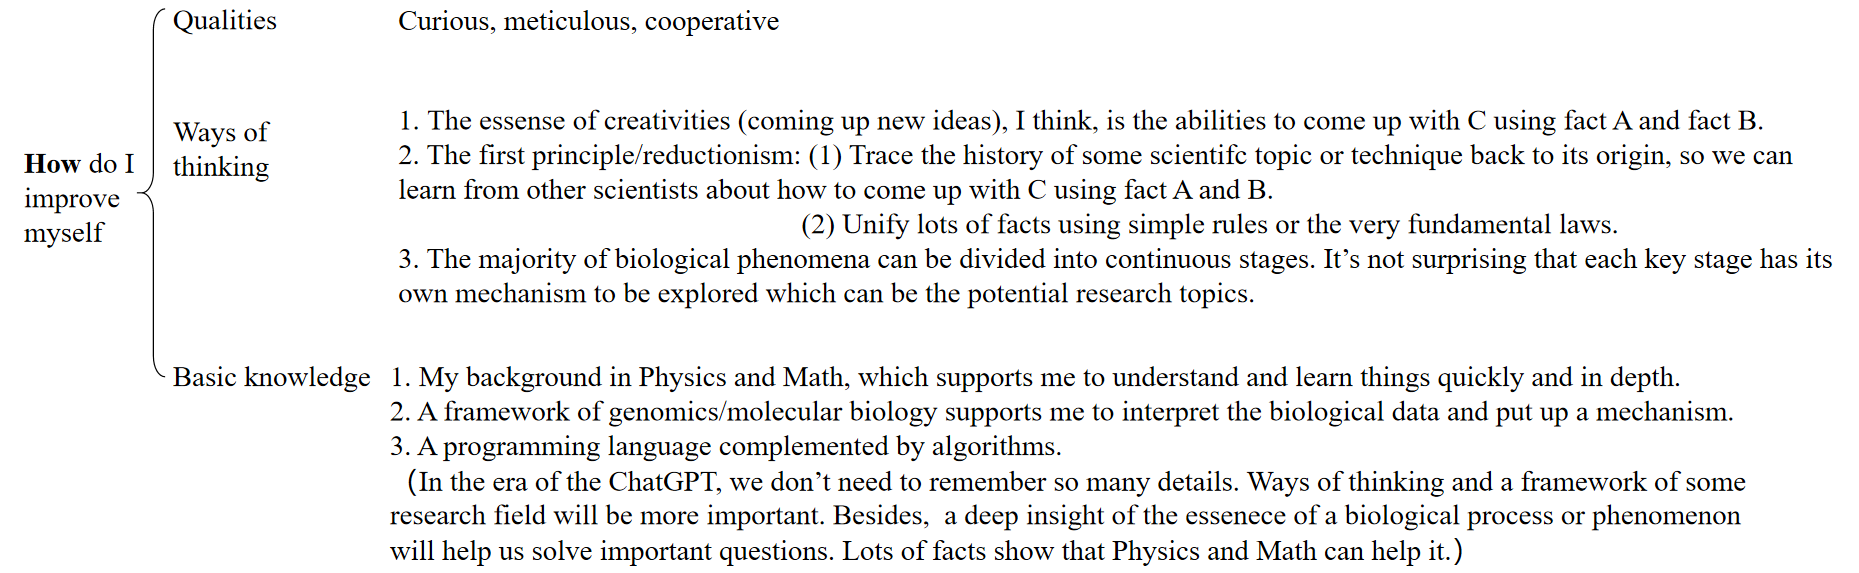 Qualities
Curious, meticulous, cooperative
How do I
improve
myself
Ways of
thinking
1. The essense of creativities (coming up new ideas), I think, is the abilities to come up with C using fact A and fact B.
2. The first principle/reductionism: (1) Trace the history of some scientifc topic or technique back to its origin, so we can
learn from other scientists about how to come up with C using fact A and B.
(2) Unify lots of facts using simple rules or the very fundamental laws.
3. The majority of biological phenomena can be divided into continuous stages. It’s not surprising that each key stage has its
own mechanism to be explored which can be the potential research topics.
Basic knowledge
1. My background in Physics and Math, which supports me to understand and learn things quickly and in depth.
2. A framework of genomics/molecular biology supports me to interpret the biological data and put up a mechanism.
3. A programming language complemented by algorithms.
(In the era of the ChatGPT, we don’t need to remember so many details. Ways of thinking and a framework of some
research field will be more important. Besides,  a deep insight of the essenece of a biological process or phenomenon
will help us solve important questions. Lots of facts show that Physics and Math can help it.)